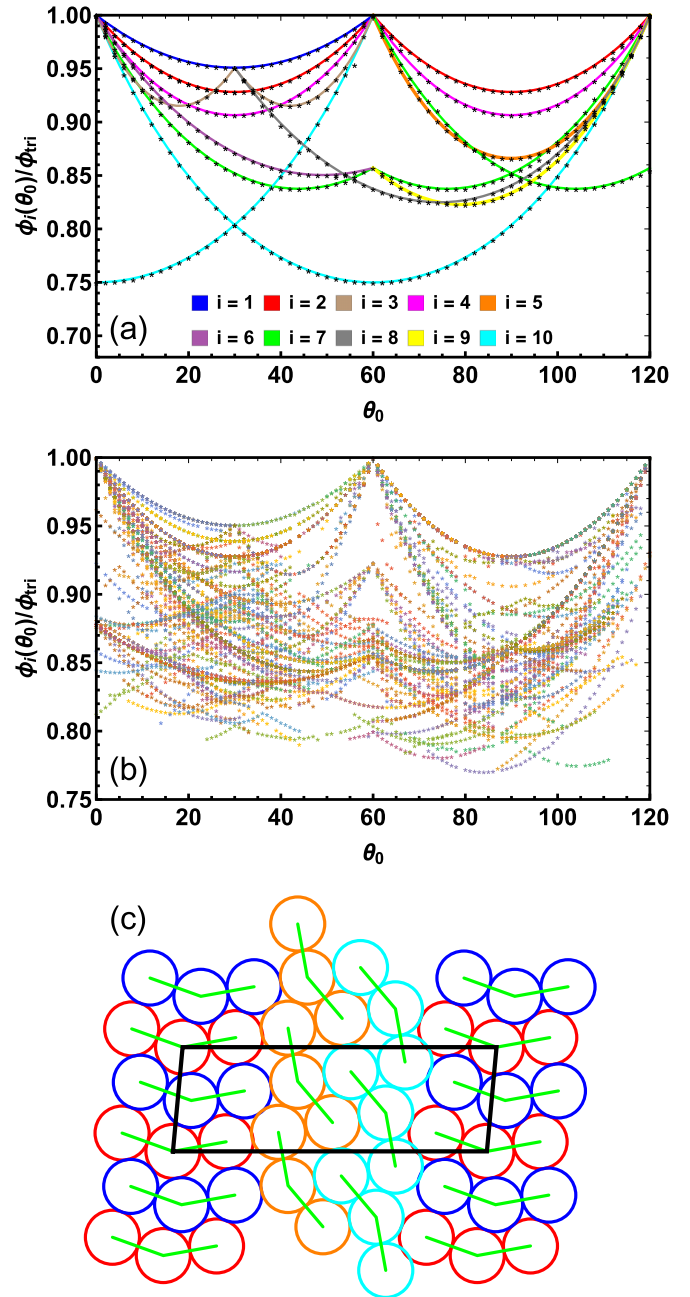 1.00
0.95
0.90
0.85
0.80
0.75
0.70
ϕᵢ(θ₀)/ϕₜᵣᵢ
i = 1 i = 2 i = 3 i = 4 i = 5
i = 6 i = 7 i = 8 i = 9 i = 10
(a)
0 20 40 60 80 100 120
θ₀
1.00
0.95
0.90
0.85
0.80
0.75
ϕᵢ(θ₀)/ϕₜᵣᵢ
(b)
0 20 40 60 80 100 120
θ₀
(c)